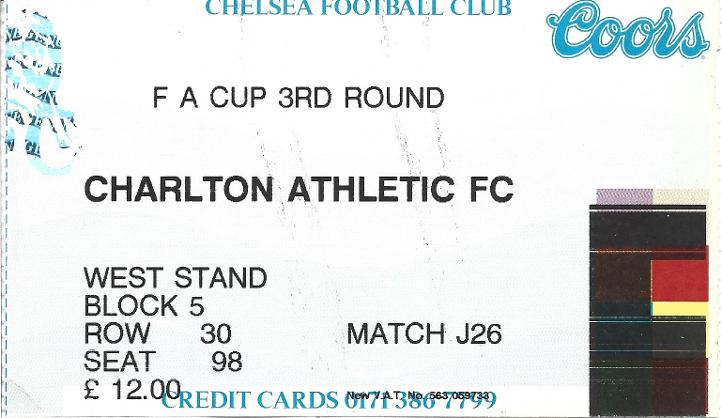 CHELSEA FOOTBALL CLUB
Coors
F A CUP 3RD ROUND
CHARLTON ATHLETIC FC
WEST STAND
BLOCK 5
ROW 30 MATCH J26
SEAT 98
£ 12.00
New V.A.T. No. 563 059733
CREDIT CARDS 0171 386 7799